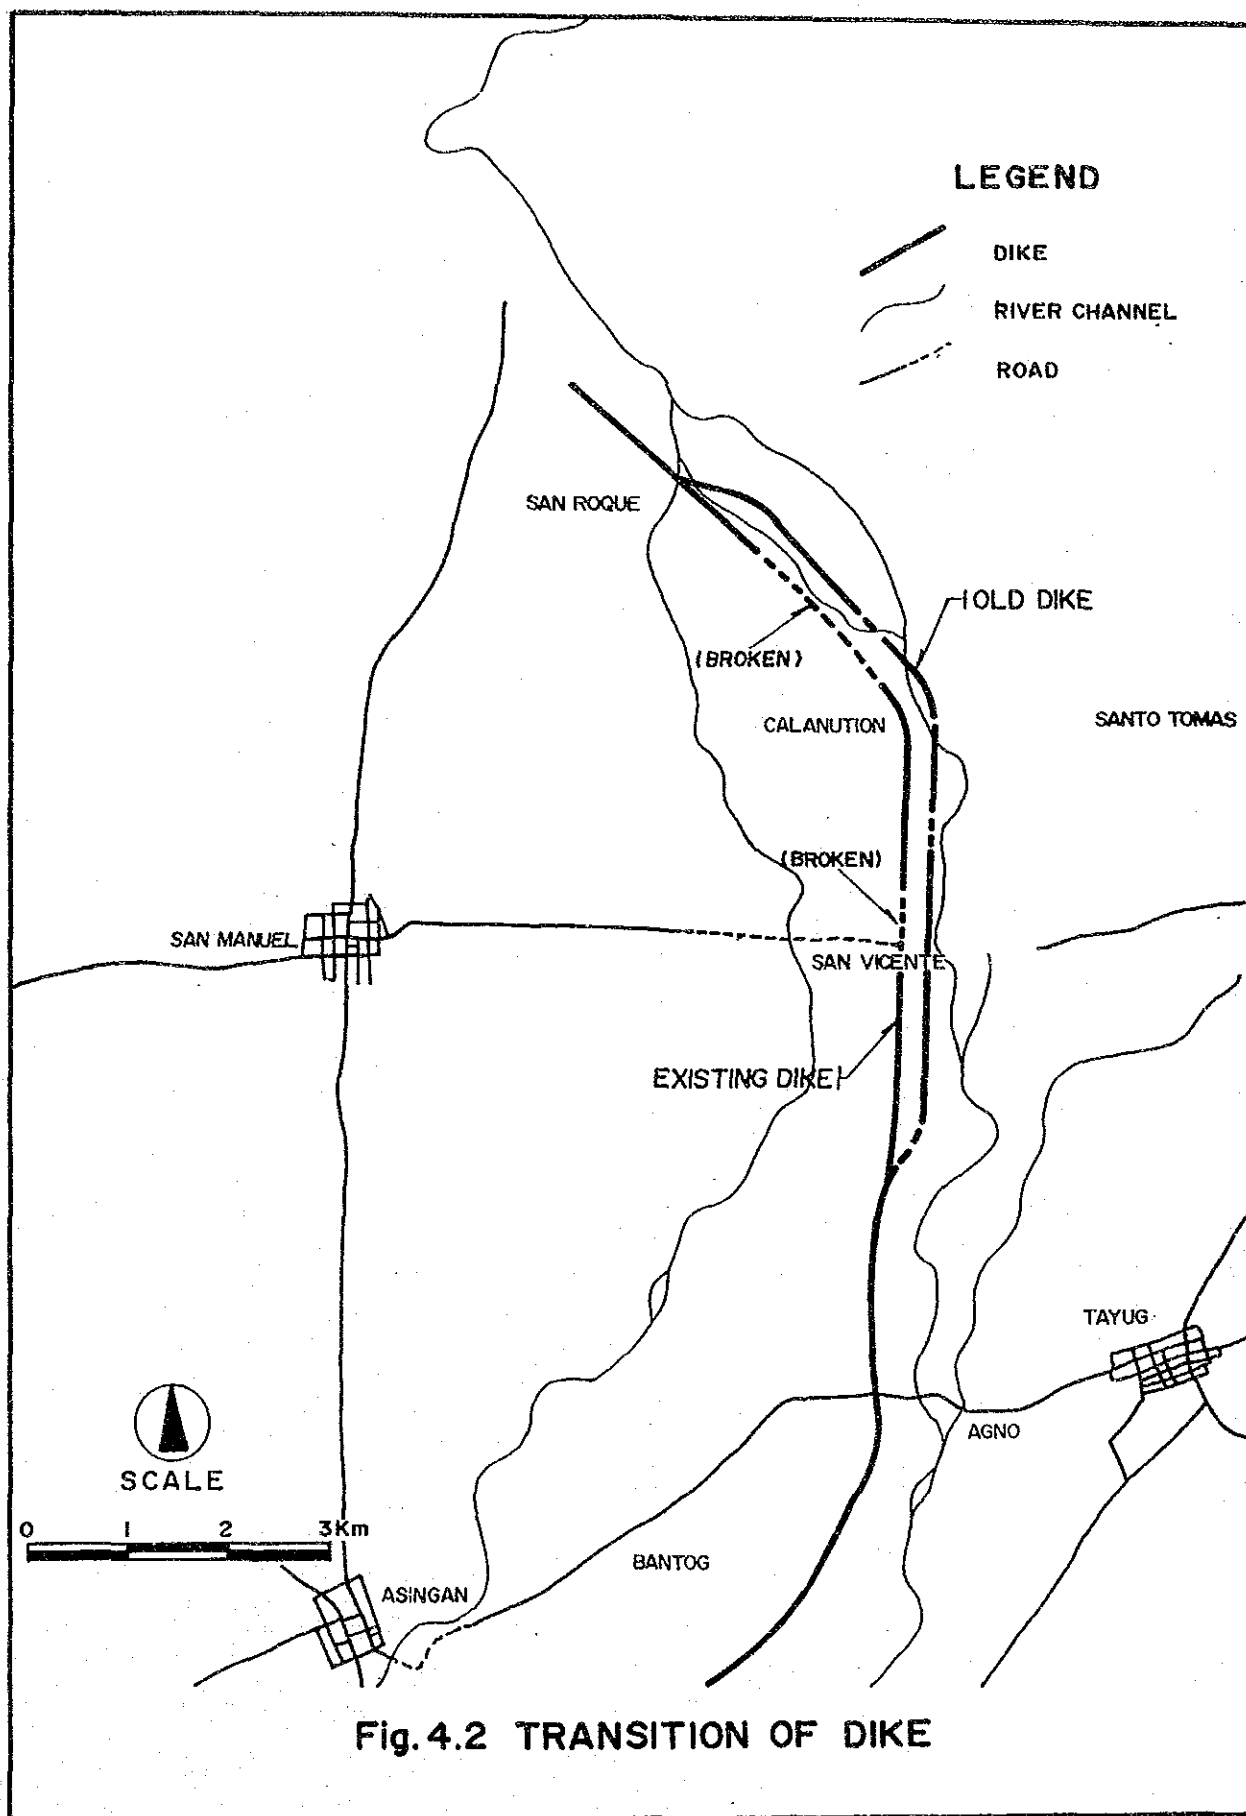 LEGEND
DIKE
RIVER CHANNEL
ROAD
SAN ROQUE
OLD DIKE
(BROKEN)
CALANUTION
SANTO TOMAS
(BROKEN)
SAN MANUEL
SAN VICENTE
EXISTING DIKE
TAYUG
AGNO
SCALE
0 1 2 3Km
BANTOG
ASINGAN
Fig. 4.2 TRANSITION OF DIKE